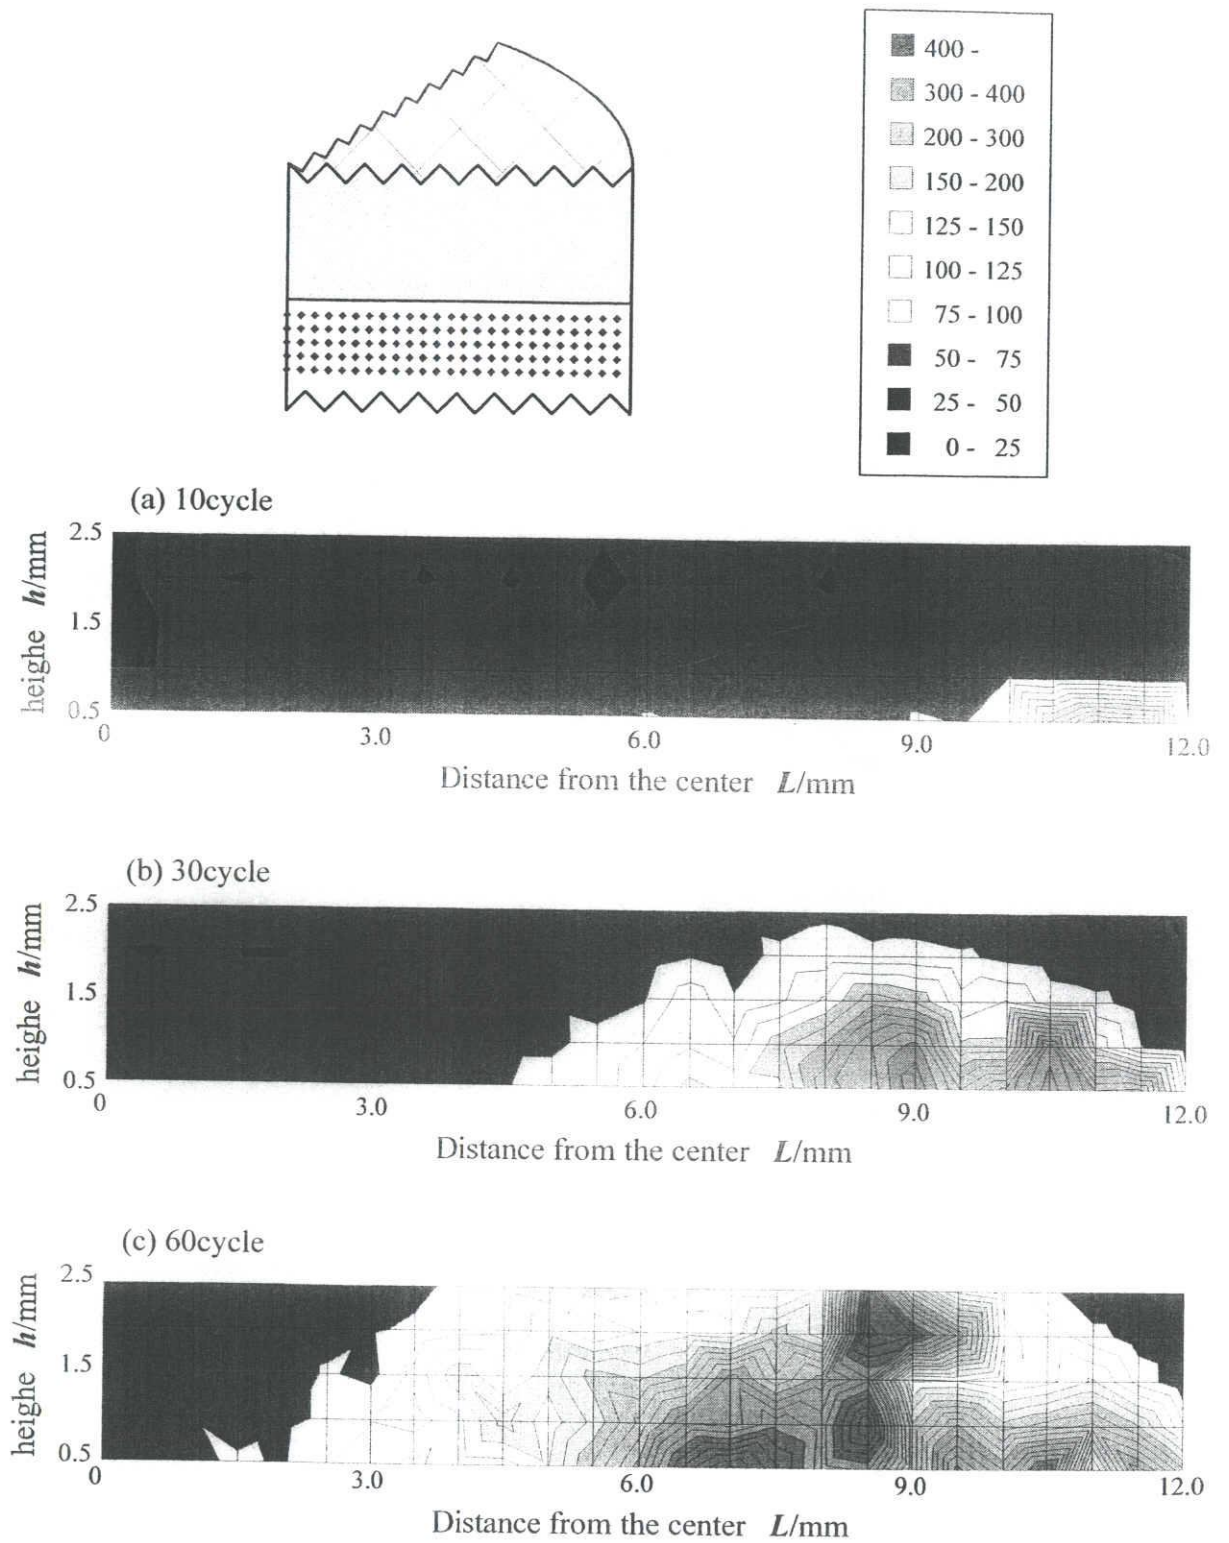 400 -
300 - 400
200 - 300
150 - 200
125 - 150
100 - 125
75 - 100
50 - 75
25 - 50
0 - 25
(a) 10cycle
heighe h/mm
2.5
1.5
0.5
0 3.0 6.0 9.0 12.0
Distance from the center L/mm
(b) 30cycle
heighe h/mm
2.5
1.5
0.5
0 3.0 6.0 9.0 12.0
Distance from the center L/mm
(c) 60cycle
heighe h/mm
2.5
1.5
0.5
0 3.0 6.0 9.0 12.0
Distance from the center L/mm